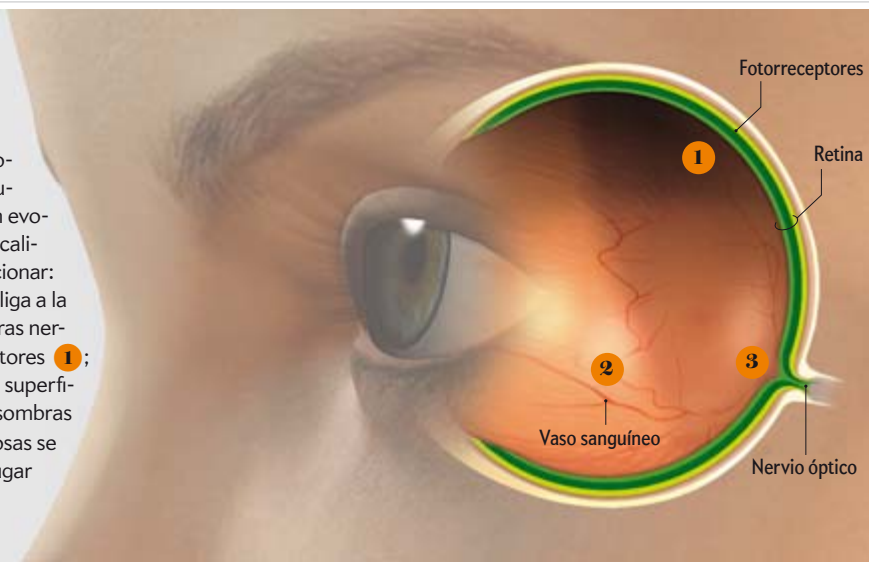 o-
u-
n evo-
cali-
cionar:
liga a la
ras ner-
tores 1;
superfi-
sombras
osas se
gar
Fotorreceptores
1
Retina
2
3
Vaso sanguíneo
Nervio óptico